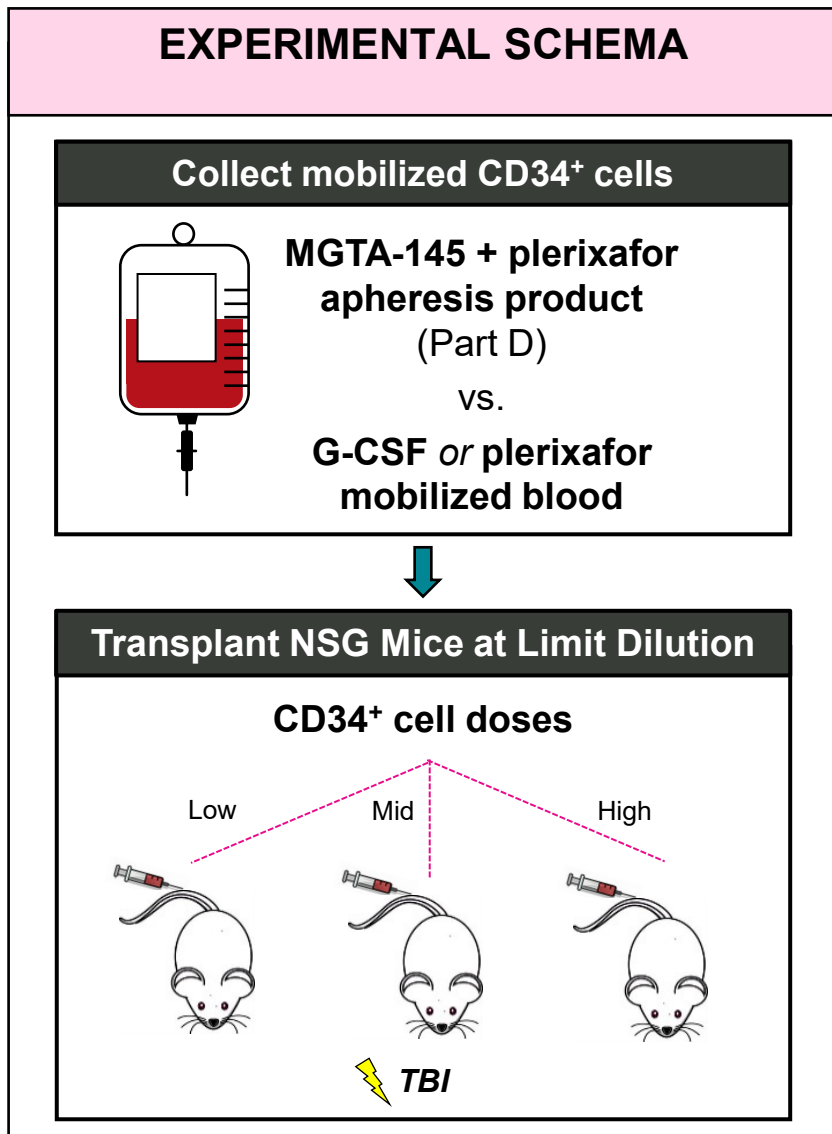 EXPERIMENTAL SCHEMA
Collect mobilized CD34⁺ cells
MGTA-145 + plerixafor
apheresis product
(Part D)
vs.
G-CSF or plerixafor
mobilized blood
Transplant NSG Mice at Limit Dilution
CD34⁺ cell doses
Low
Mid
High
TBI